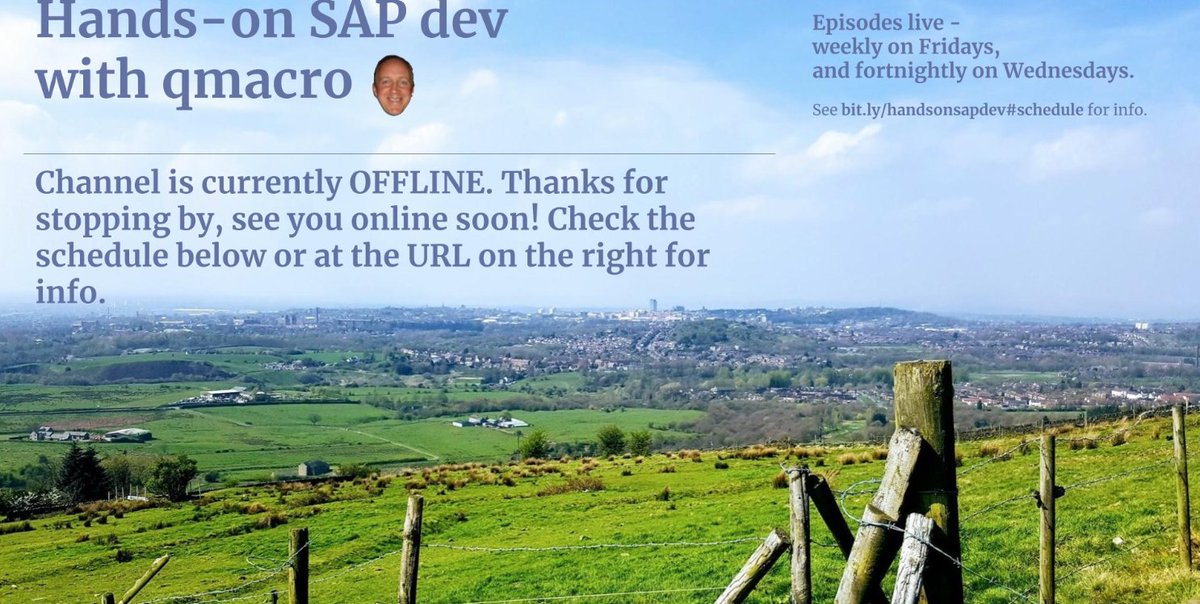 Hands-on SAP dev
with qmacro
Episodes live -
weekly on Fridays,
and fortnightly on Wednesdays.
See bit.ly/handsonsapdev#schedule for info.
Channel is currently OFFLINE. Thanks for
stopping by, see you online soon! Check the
schedule below or at the URL on the right for
info.